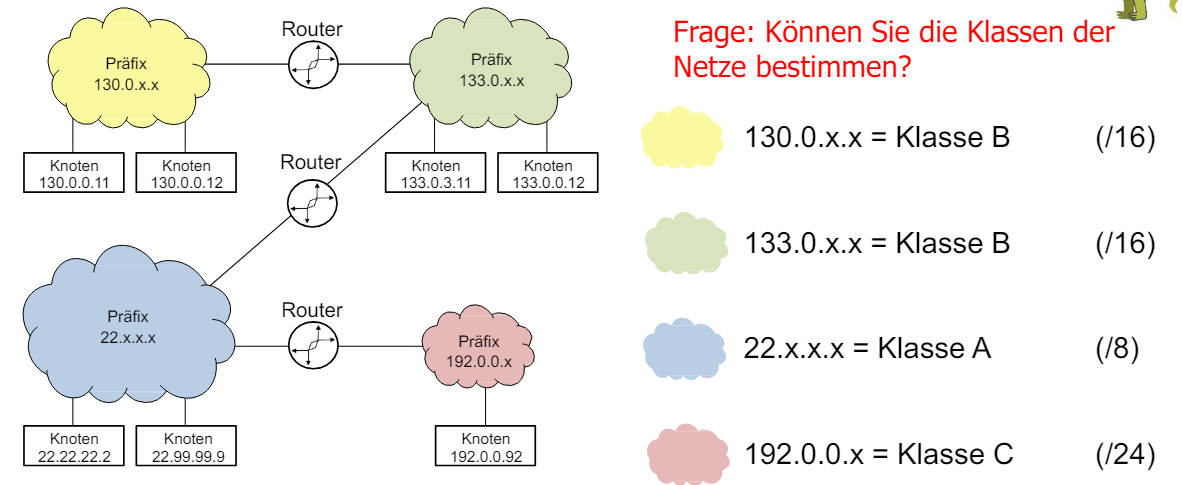 Router
Präfix
130.0.x.x
Präfix
133.0.x.x
Knoten
130.0.0.11
Knoten
130.0.0.12
Router
Knoten
133.0.3.11
Knoten
133.0.0.12
Präfix
22.x.x.x
Router
Präfix
192.0.0.x
Knoten
22.22.22.2
Knoten
22.99.99.9
Knoten
192.0.0.92
Frage: Können Sie die Klassen der
Netze bestimmen?
130.0.x.x = Klasse B (/16)
133.0.x.x = Klasse B (/16)
22.x.x.x = Klasse A (/8)
192.0.0.x = Klasse C (/24)